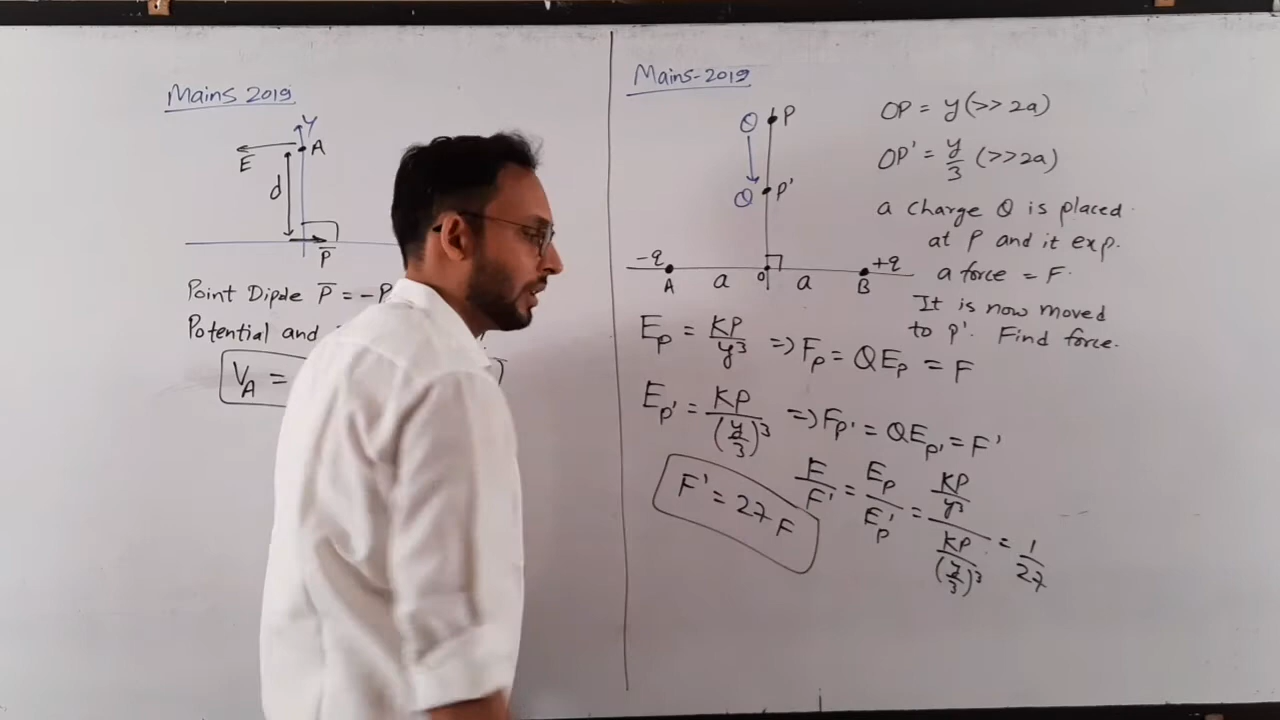 Mains 2019
Y
A
E
d
P̅
Point Dipole P̅ = -P
Potential and
V_A =
Mains-2019
Q P
Q P'
-q +q
A a O a B
OP = y(>>2a)
OP' = y/3 (>>2a)
a charge Q is placed
at P and it exp.
a force = F.
It is now moved
to P'. Find force.
E_P = KP/y³ => F_P = QE_P = F
E_P' = KP/(y/3)³ => F_P' = QE_P' = F'
F/F' = E_P/E_P' = (KP/y³)/(KP/(y/3)³) = 1/27
F' = 27F